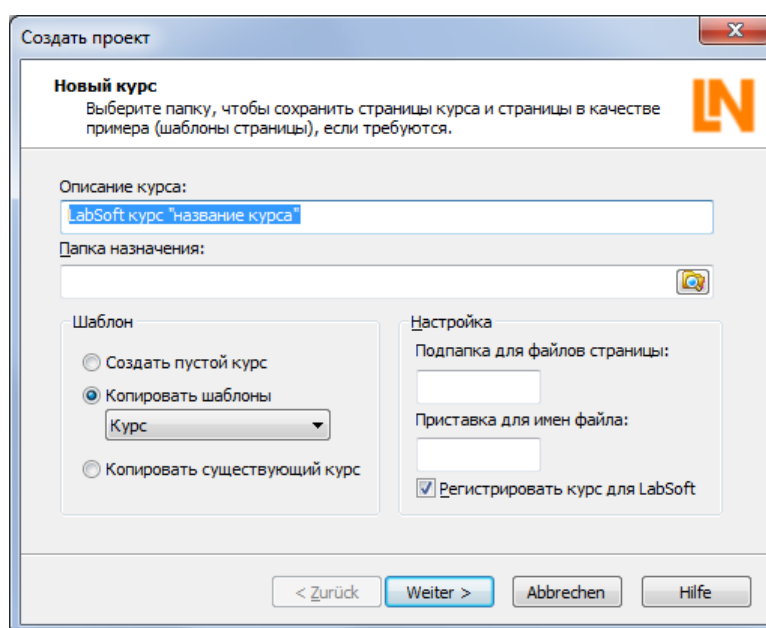 Создать проект
Новый курс
Выберите папку, чтобы сохранить страницы курса и страницы в качестве
примера (шаблоны страницы), если требуются.
LN
Описание курса:
LabSoft курс "название курса"
Папка назначения:
Шаблон
Создать пустой курс
Копировать шаблоны
Курс
Копировать существующий курс
Настройка
Подпапка для файлов страницы:
Приставка для имен файла:
Регистрировать курс для LabSoft
< Zurück
Weiter >
Abbrechen
Hilfe